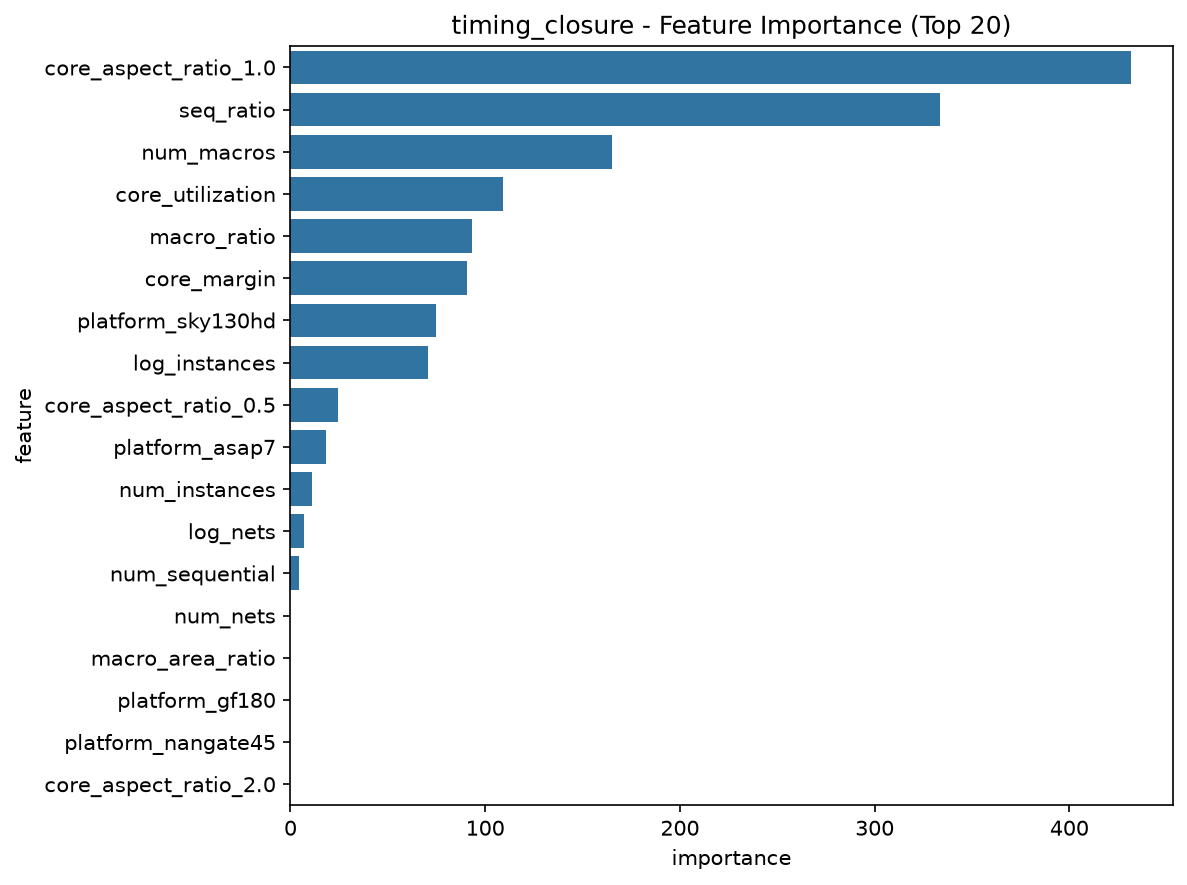 timing_closure - Feature Importance (Top 20)
core_aspect_ratio_1.0
seq_ratio
num_macros
core_utilization
macro_ratio
core_margin
platform_sky130hd
log_instances
core_aspect_ratio_0.5
platform_asap7
num_instances
log_nets
num_sequential
num_nets
macro_area_ratio
platform_gf180
platform_nangate45
core_aspect_ratio_2.0
feature
0 100 200 300 400
importance